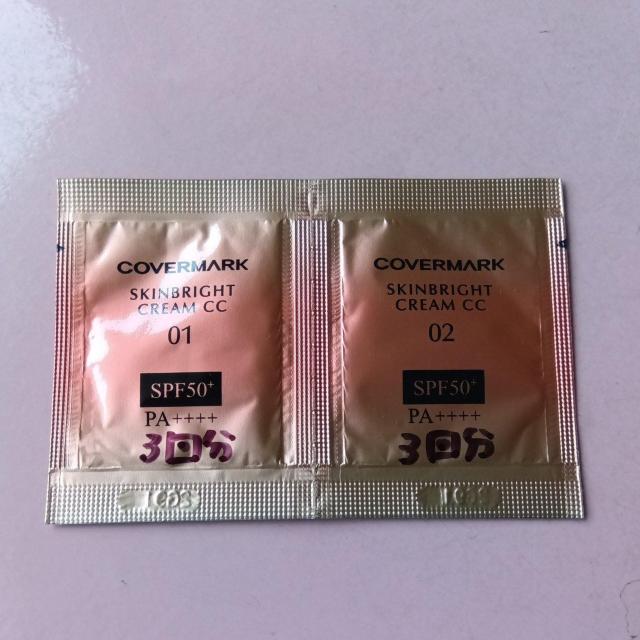 COVERMARK
SKINBRIGHT
CREAM CC
01
SPF50+
PA++++
3回分
COVERMARK
SKINBRIGHT
CREAM CC
02
SPF50+
PA++++
3回分